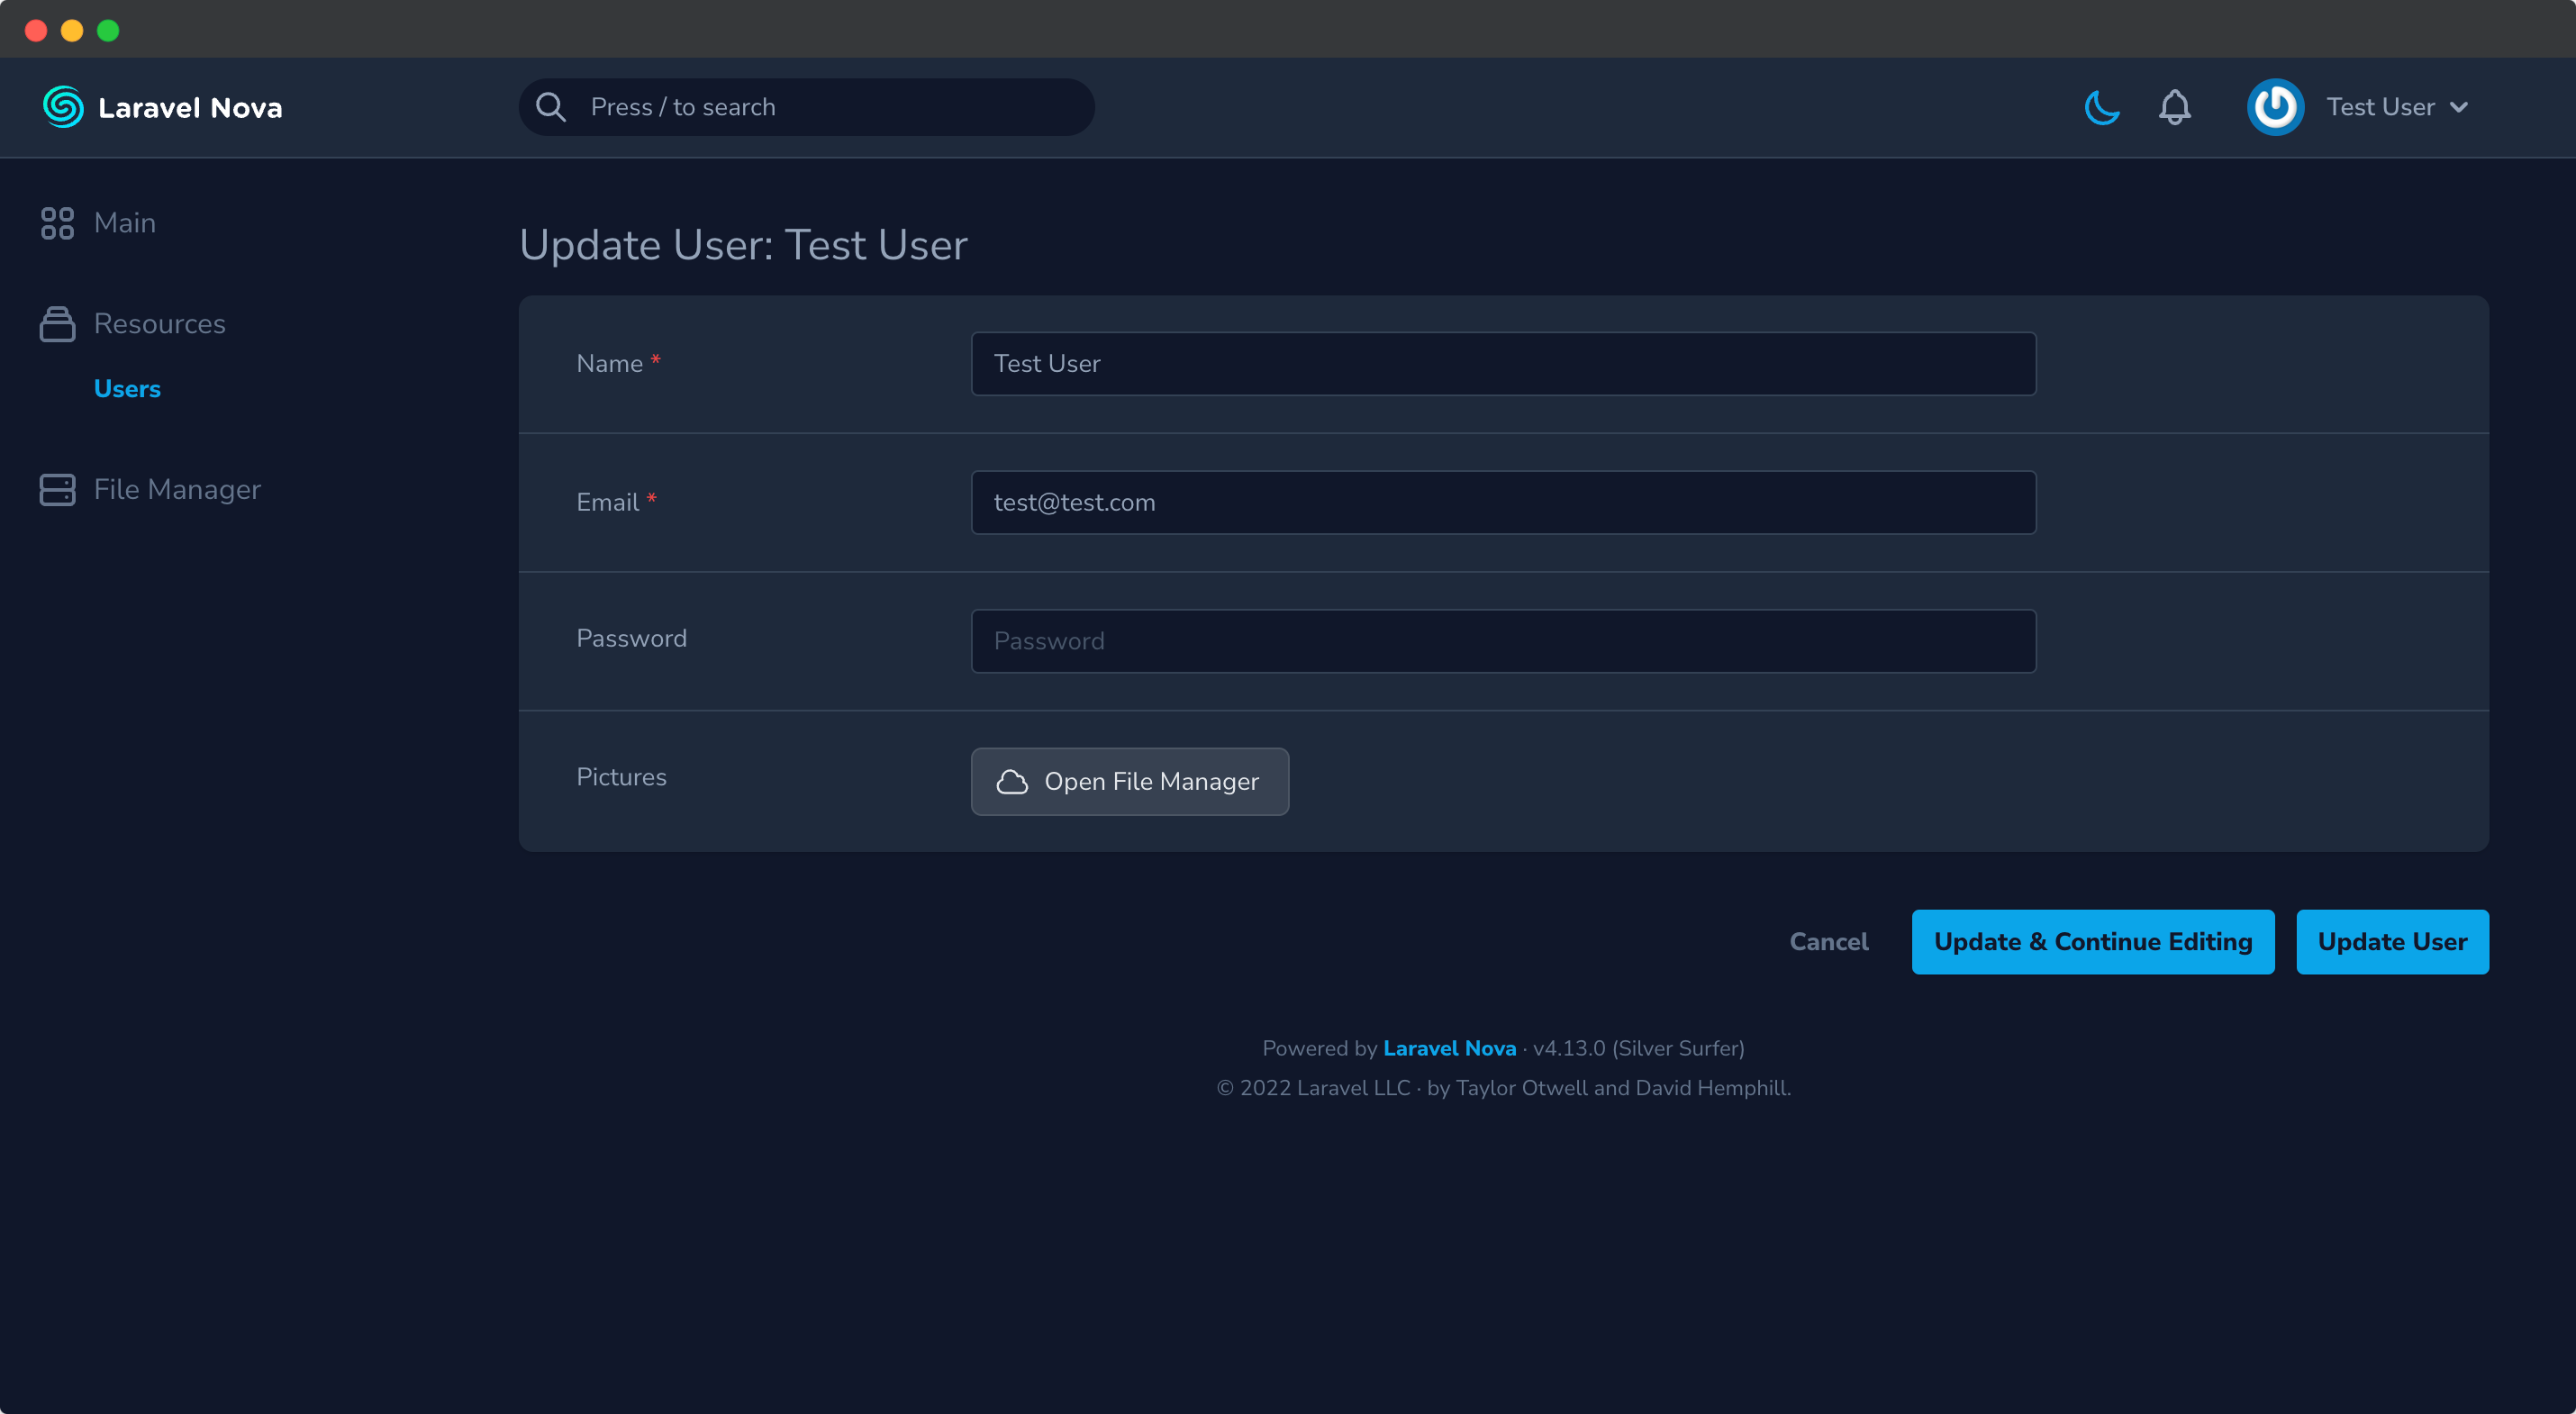 Laravel Nova
Press / to search
Test User
Main
Resources
Users
File Manager
Update User: Test User
Name *
Test User
Email *
test@test.com
Password
Password
Pictures
Open File Manager
Cancel
Update & Continue Editing
Update User
Powered by Laravel Nova · v4.13.0 (Silver Surfer)
© 2022 Laravel LLC · by Taylor Otwell and David Hemphill.